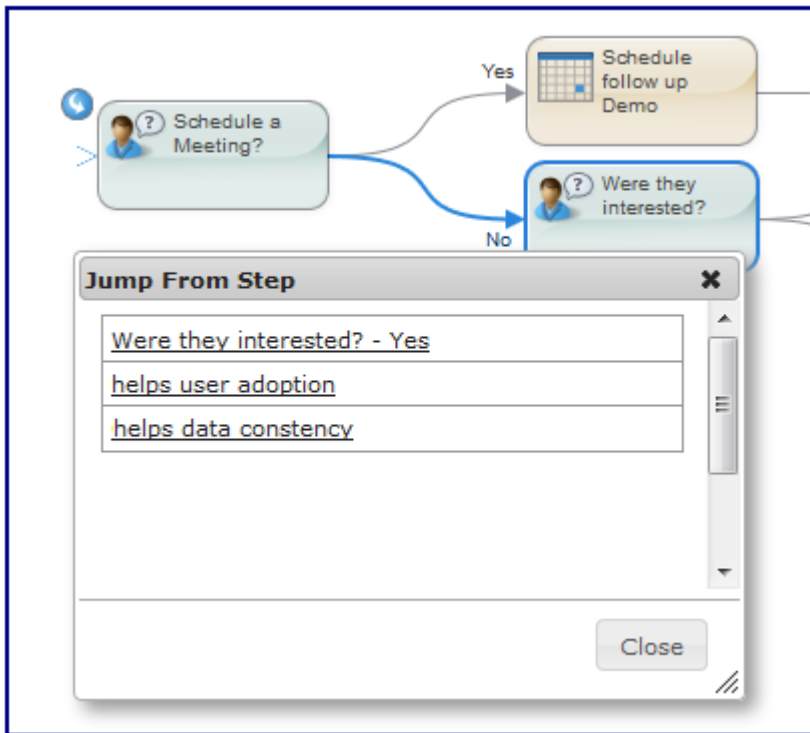 Schedule
follow up
Demo
Yes
Schedule a
Meeting?
Were they
interested?
No
Jump From Step
Were they interested? - Yes
helps user adoption
helps data constency
Close